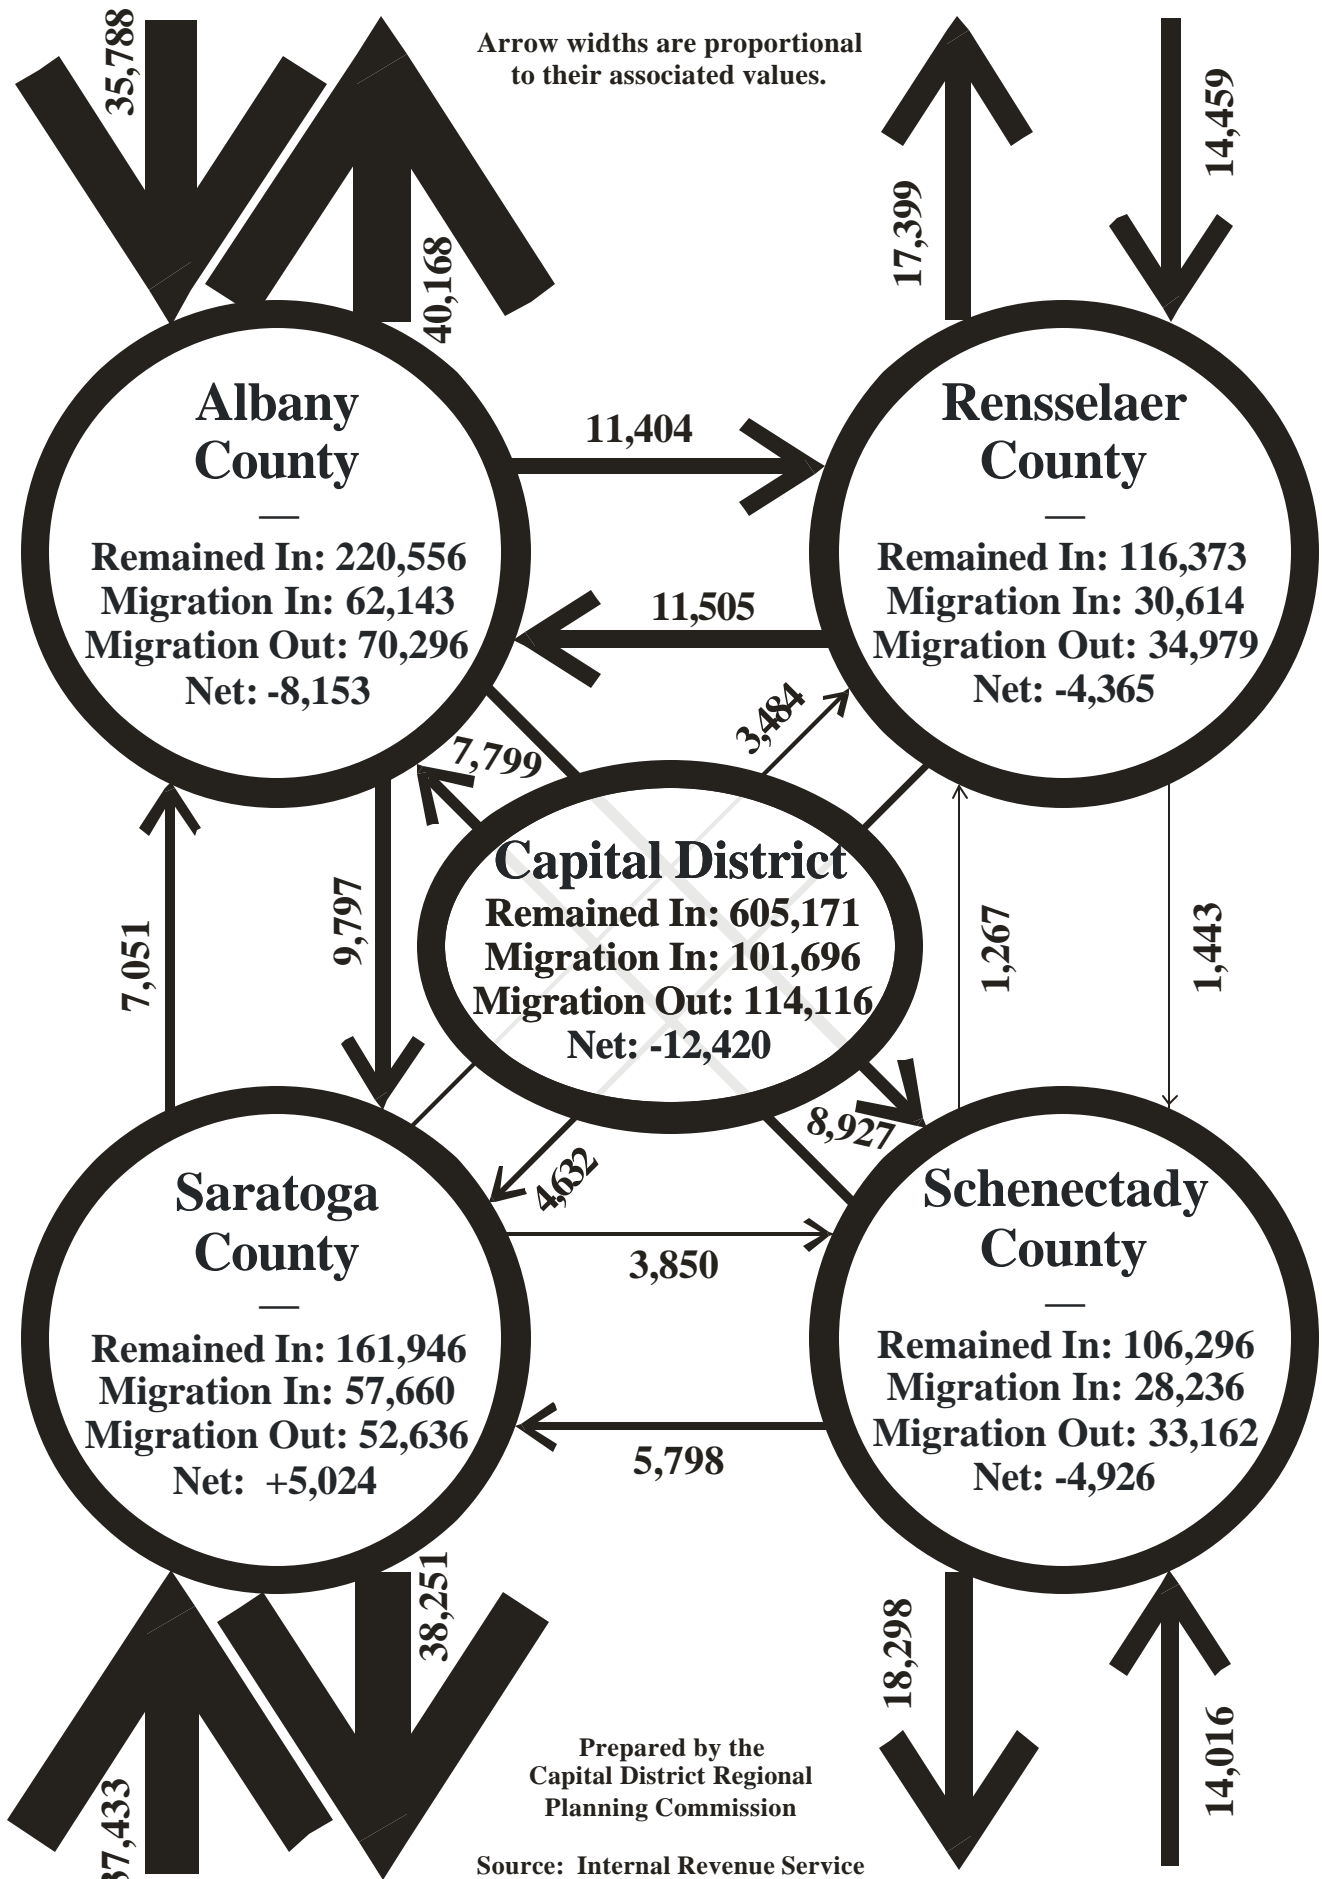 35,788
Arrow widths are proportional
to their associated values.
14,459
17,399
40,168
Albany
County
—
Remained In: 220,556
Migration In: 62,143
Migration Out: 70,296
Net: -8,153
11,404
11,505
Rensselaer
County
—
Remained In: 116,373
Migration In: 30,614
Migration Out: 34,979
Net: -4,365
7,799
3,484
7,051
9,797
Capital District
Remained In: 605,171
Migration In: 101,696
Migration Out: 114,116
Net: -12,420
1,267
1,443
8,927
4,632
Saratoga
County
—
Remained In: 161,946
Migration In: 57,660
Migration Out: 52,636
Net: +5,024
3,850
5,798
Schenectady
County
—
Remained In: 106,296
Migration In: 28,236
Migration Out: 33,162
Net: -4,926
38,251
18,298
14,016
37,433
Prepared by the
Capital District Regional
Planning Commission
Source: Internal Revenue Service